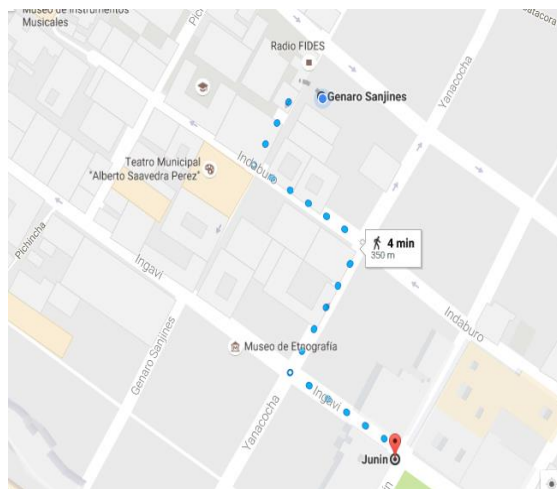 Museo de Instrumentos
Musicales
Radio FIDES
Genaro Sanjines
Yanacocha
Indaburo
Teatro Municipal
"Alberto Saavedra Perez"
Pichincha
Ingavi
4 min
350 m
Indaburo
Museo de Etnografía
Genaro Sanjines
Yanacocha
Ingavi
Junin